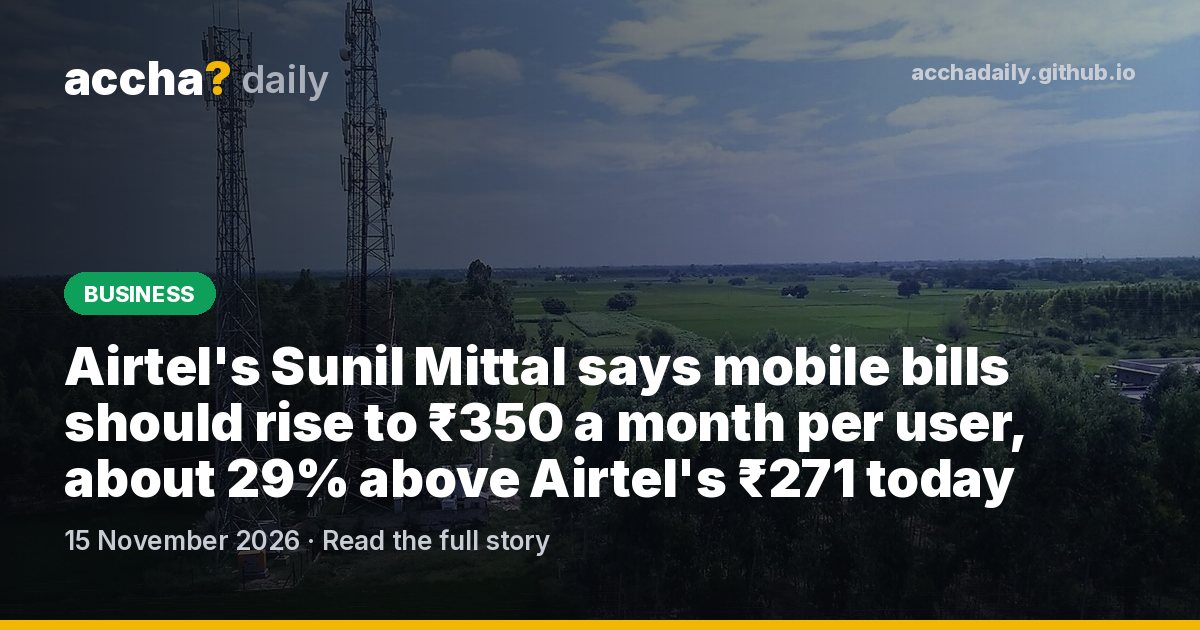 accha? daily
acchadaily.github.io
BUSINESS
Airtel's Sunil Mittal says mobile bills
should rise to ₹350 a month per user,
about 29% above Airtel's ₹271 today
15 November 2026 · Read the full story